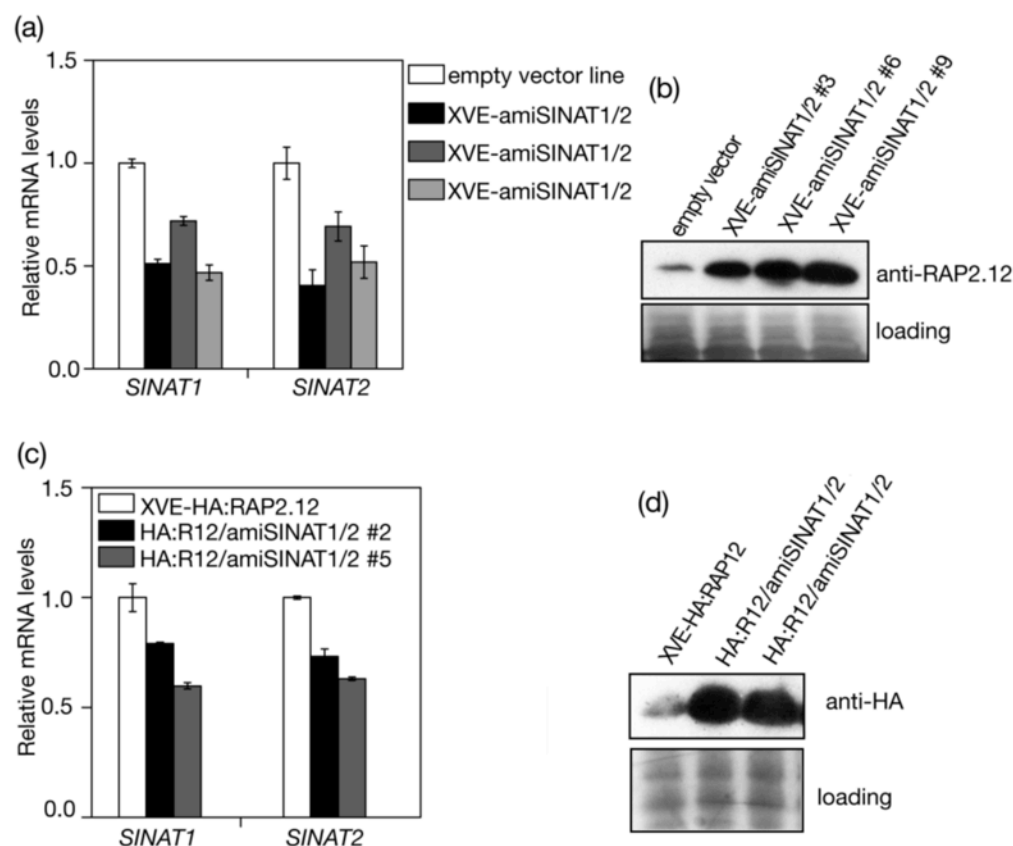 (a)
1.5
1.0
0.5
0.0
Relative mRNA levels
SINAT1
SINAT2
empty vector line
XVE-amiSINAT1/2
XVE-amiSINAT1/2
XVE-amiSINAT1/2
(b)
empty vector
XVE-amiSINAT1/2 #3
XVE-amiSINAT1/2 #6
XVE-amiSINAT1/2 #9
anti-RAP2.12
loading
(c)
1.5
1.0
0.5
0.0
Relative mRNA levels
XVE-HA:RAP2.12
HA:R12/amiSINAT1/2 #2
HA:R12/amiSINAT1/2 #5
SINAT1
SINAT2
(d)
XVE-HA:RAP12
HA:R12/amiSINAT1/2
HA:R12/amiSINAT1/2
anti-HA
loading